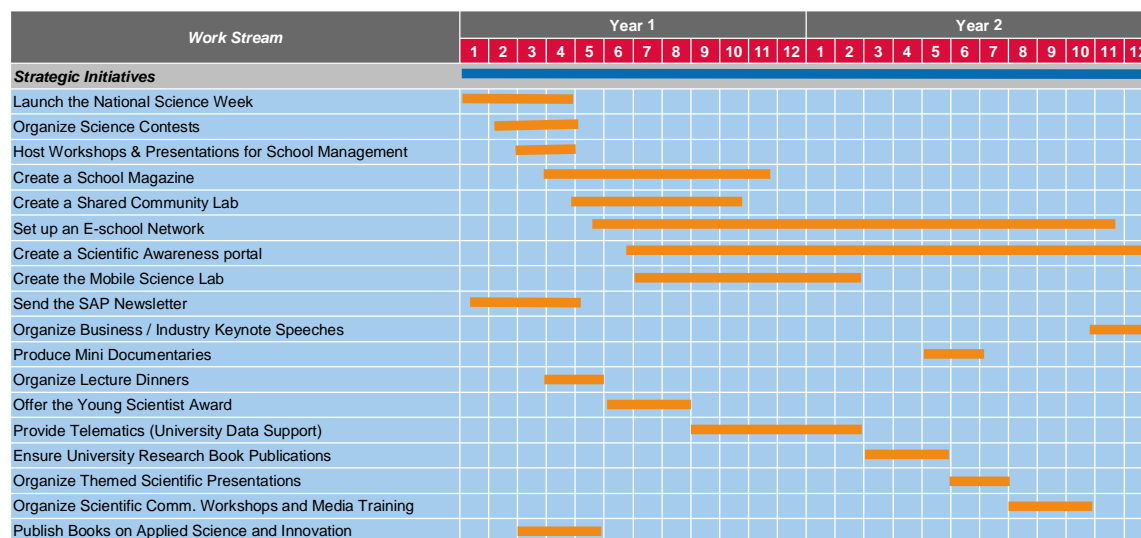 Work Stream
Year 1
Year 2
1 2 3 4 5 6 7 8 9 10 11 12 1 2 3 4 5 6 7 8 9 10 11 12
Strategic Initiatives
Launch the National Science Week
Organize Science Contests
Host Workshops & Presentations for School Management
Create a School Magazine
Create a Shared Community Lab
Set up an E-school Network
Create a Scientific Awareness portal
Create the Mobile Science Lab
Send the SAP Newsletter
Organize Business / Industry Keynote Speeches
Produce Mini Documentaries
Organize Lecture Dinners
Offer the Young Scientist Award
Provide Telematics (University Data Support)
Ensure University Research Book Publications
Organize Themed Scientific Presentations
Organize Scientific Comm. Workshops and Media Training
Publish Books on Applied Science and Innovation